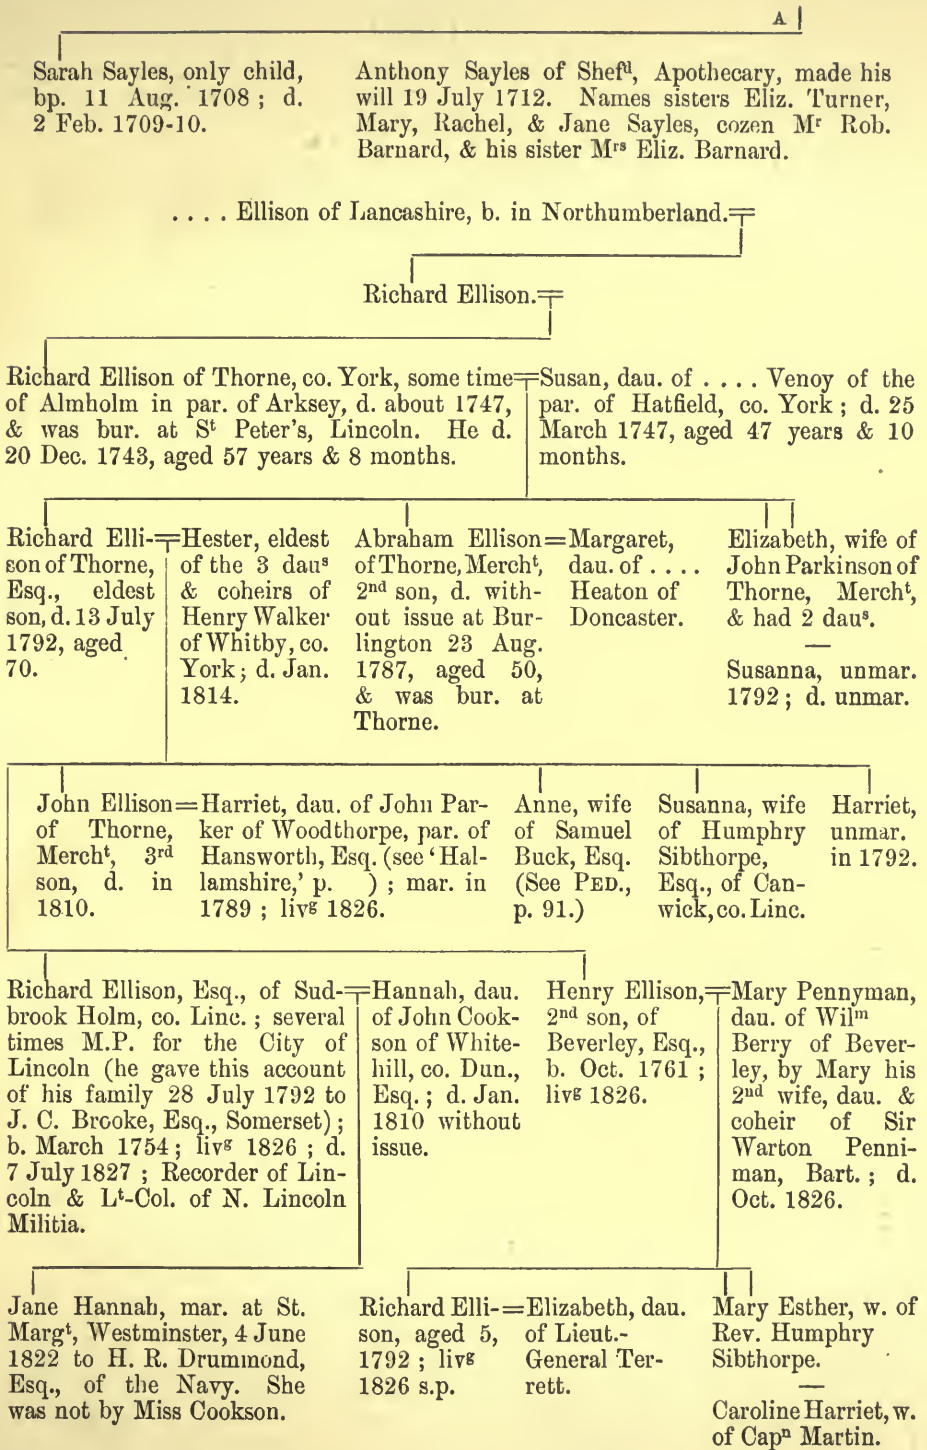 A
Sarah Sayles, only child,
bp. 11 Aug. 1708 ; d.
2 Feb. 1709-10.
Anthony Sayles of Shefᵈ, Apothecary, made his
will 19 July 1712. Names sisters Eliz. Turner,
Mary, Rachel, & Jane Sayles, cozen Mʳ Rob.
Barnard, & his sister Mʳˢ Eliz. Barnard.
. . . . Ellison of Lancashire, b. in Northumberland.
Richard Ellison.
Richard Ellison of Thorne, co. York, some time
of Almholm in par. of Arksey, d. about 1747,
& was bur. at Sᵗ Peter's, Lincoln. He d.
20 Dec. 1743, aged 57 years & 8 months.
Susan, dau. of . . . . Venoy of the
par. of Hatfield, co. York ; d. 25
March 1747, aged 47 years & 10
months.
Richard Elli-
son of Thorne,
Esq., eldest
son, d. 13 July
1792, aged
70.
Hester, eldest
of the 3 dauˢ
& coheirs of
Henry Walker
of Whitby, co.
York ; d. Jan.
1814.
Abraham Ellison
of Thorne, Merchᵗ,
2ⁿᵈ son, d. with-
out issue at Bur-
lington 23 Aug.
1787, aged 50,
& was bur. at
Thorne.
=Margaret,
dau. of . . . .
Heaton of
Doncaster.
Elizabeth, wife of
John Parkinson of
Thorne, Merchᵗ,
& had 2 dauˢ.
—
Susanna, unmar.
1792 ; d. unmar.
John Ellison
of Thorne,
Merchᵗ, 3ʳᵈ
son, d. in
1810.
=Harriet, dau. of John Par-
ker of Woodthorpe, par. of
Hansworth, Esq. (see ‘Hal-
lamshire,’ p. ) ; mar. in
1789 ; livᵍ 1826.
Anne, wife
of Samuel
Buck, Esq.
(See PED.,
p. 91.)
Susanna, wife
of Humphry
Sibthorpe,
Esq., of Can-
wick, co. Linc.
Harriet,
unmar.
in 1792.
Richard Ellison, Esq., of Sud-
brook Holm, co. Linc. ; several
times M.P. for the City of
Lincoln (he gave this account
of his family 28 July 1792 to
J. C. Brooke, Esq., Somerset) ;
b. March 1754 ; livᵍ 1826 ; d.
7 July 1827 ; Recorder of Lin-
coln & Lᵗ-Col. of N. Lincoln
Militia.
Hannah, dau.
of John Cook-
son of White-
hill, co. Dun.,
Esq. ; d. Jan.
1810 without
issue.
Henry Ellison,
2ⁿᵈ son, of
Beverley, Esq.,
b. Oct. 1761 ;
livᵍ 1826.
Mary Pennyman,
dau. of Wilᵐ
Berry of Bever-
ley, by Mary his
2ⁿᵈ wife, dau. &
coheir of Sir
Warton Penni-
man, Bart. ; d.
Oct. 1826.
Jane Hannah, mar. at St.
Margᵗ, Westminster, 4 June
1822 to H. R. Drummond,
Esq., of the Navy. She
was not by Miss Cookson.
Richard Elli-
son, aged 5,
1792 ; livᵍ
1826 s.p.
=Elizabeth, dau.
of Lieut.-
General Ter-
rett.
Mary Esther, w. of
Rev. Humphry
Sibthorpe.
—
Caroline Harriet, w.
of Capⁿ Martin.